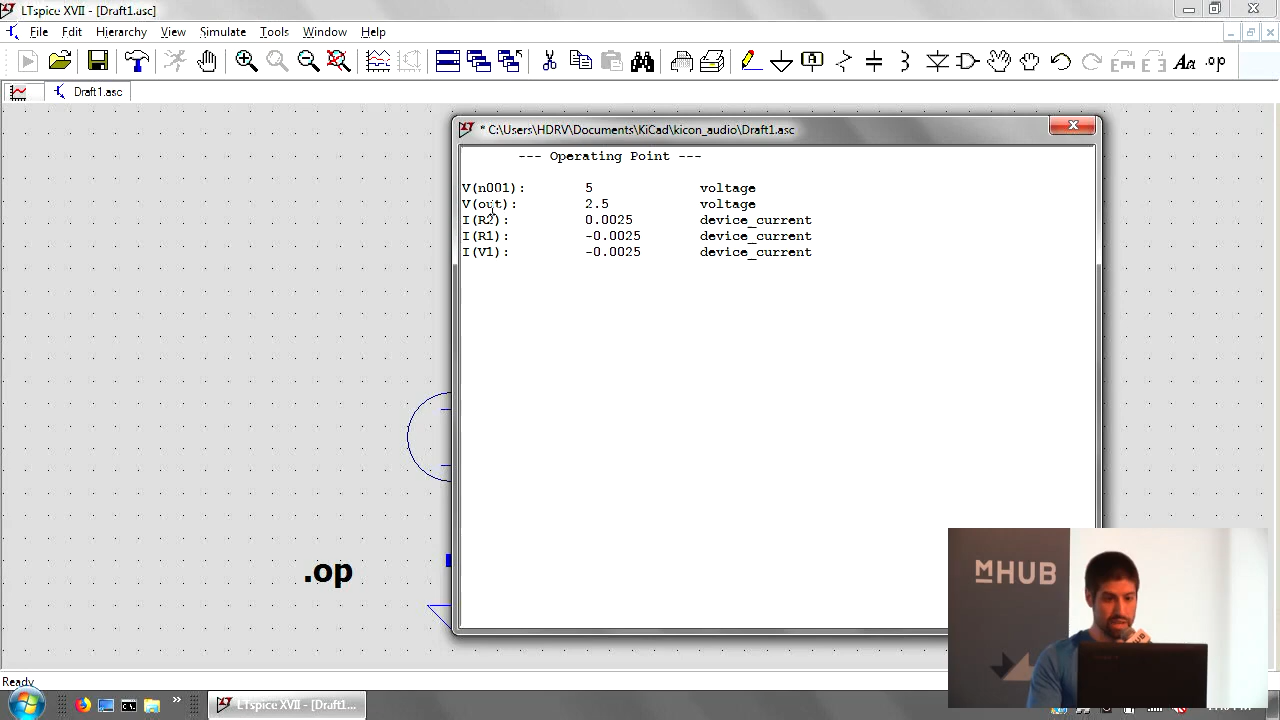 LTspice XVII - [Draft1.asc]
File Edit Hierarchy View Simulate Tools Window Help
.op
Draft1.asc
* C:\Users\HDRV\Documents\KiCad\kicon_audio\Draft1.asc
--- Operating Point ---
V(n001): 5 voltage
V(out): 2.5 voltage
I(R2): 0.0025 device_current
I(R1): -0.0025 device_current
I(V1): -0.0025 device_current
.op
MHUB
HUB
Ready
LTspice XVII - [Draft1...